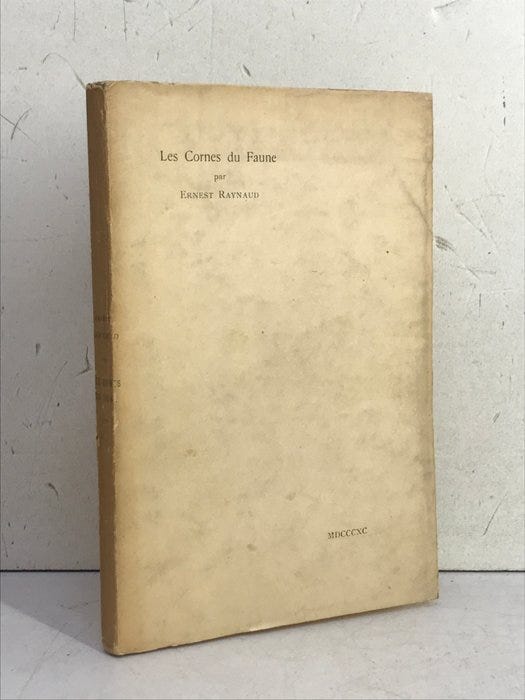 Les Cornes du Faune
par
ERNEST RAYNAUD
MDCCCXC